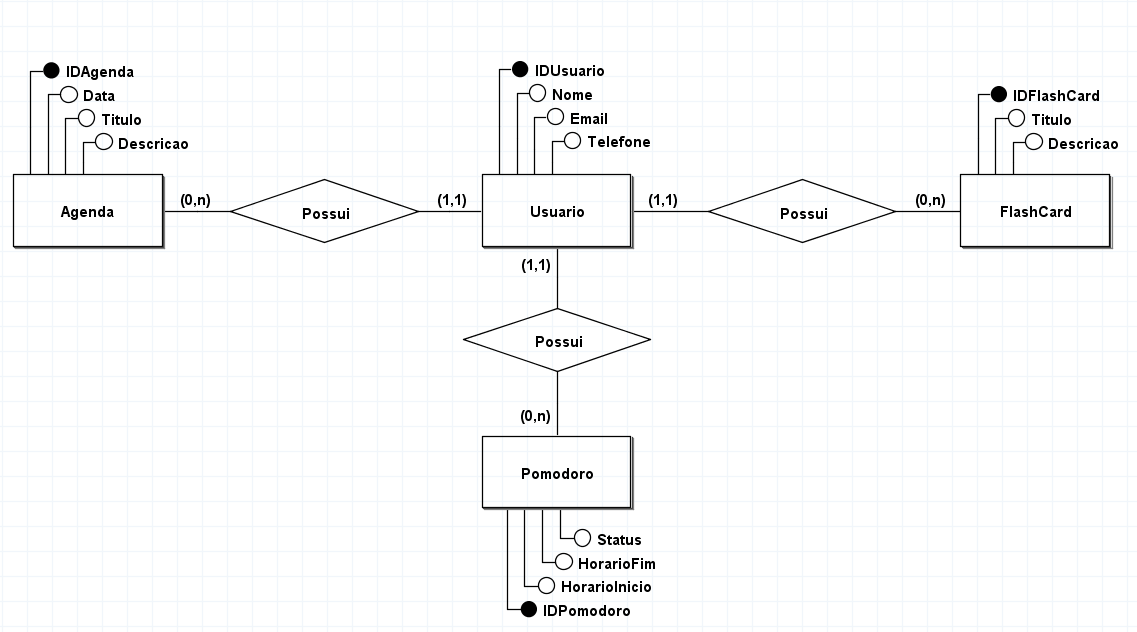 IDAgenda
Data
Titulo
Descricao
Agenda
(0,n)
Possui
(1,1)
IDUsuario
Nome
Email
Telefone
Usuario
(1,1)
Possui
(0,n)
IDFlashCard
Titulo
Descricao
FlashCard
(1,1)
Possui
(0,n)
Pomodoro
Status
HorarioFim
HorarioInicio
IDPomodoro